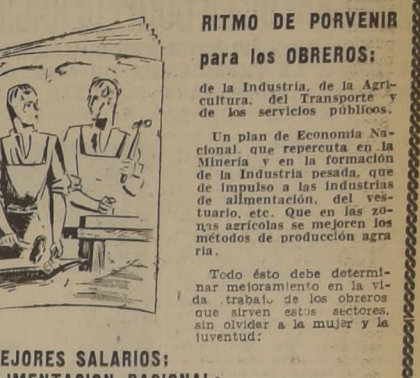 RITMO DE PORVENIR
para los OBREROS:
de la Industria, de la Agri-
cultura, del Transporte y
de los servicios públicos.
Un plan de Economía Na-
cional, que repercuta en la
Minería y en la formación
de la Industria pesada, que
de impulso a las industrias
de alimentación, del ves-
tuario, etc. Que en las zo-
nas agrícolas se mejoren los
métodos de producción agra
ria.
Todo ésto debe determi-
nar mejoramiento en la vi-
da trabajo de los obreros
que sirven estos sectores,
sin olvidar a la mujer y la
juventud:
EJORES SALARIOS;
IMENTACION RACIONAL;